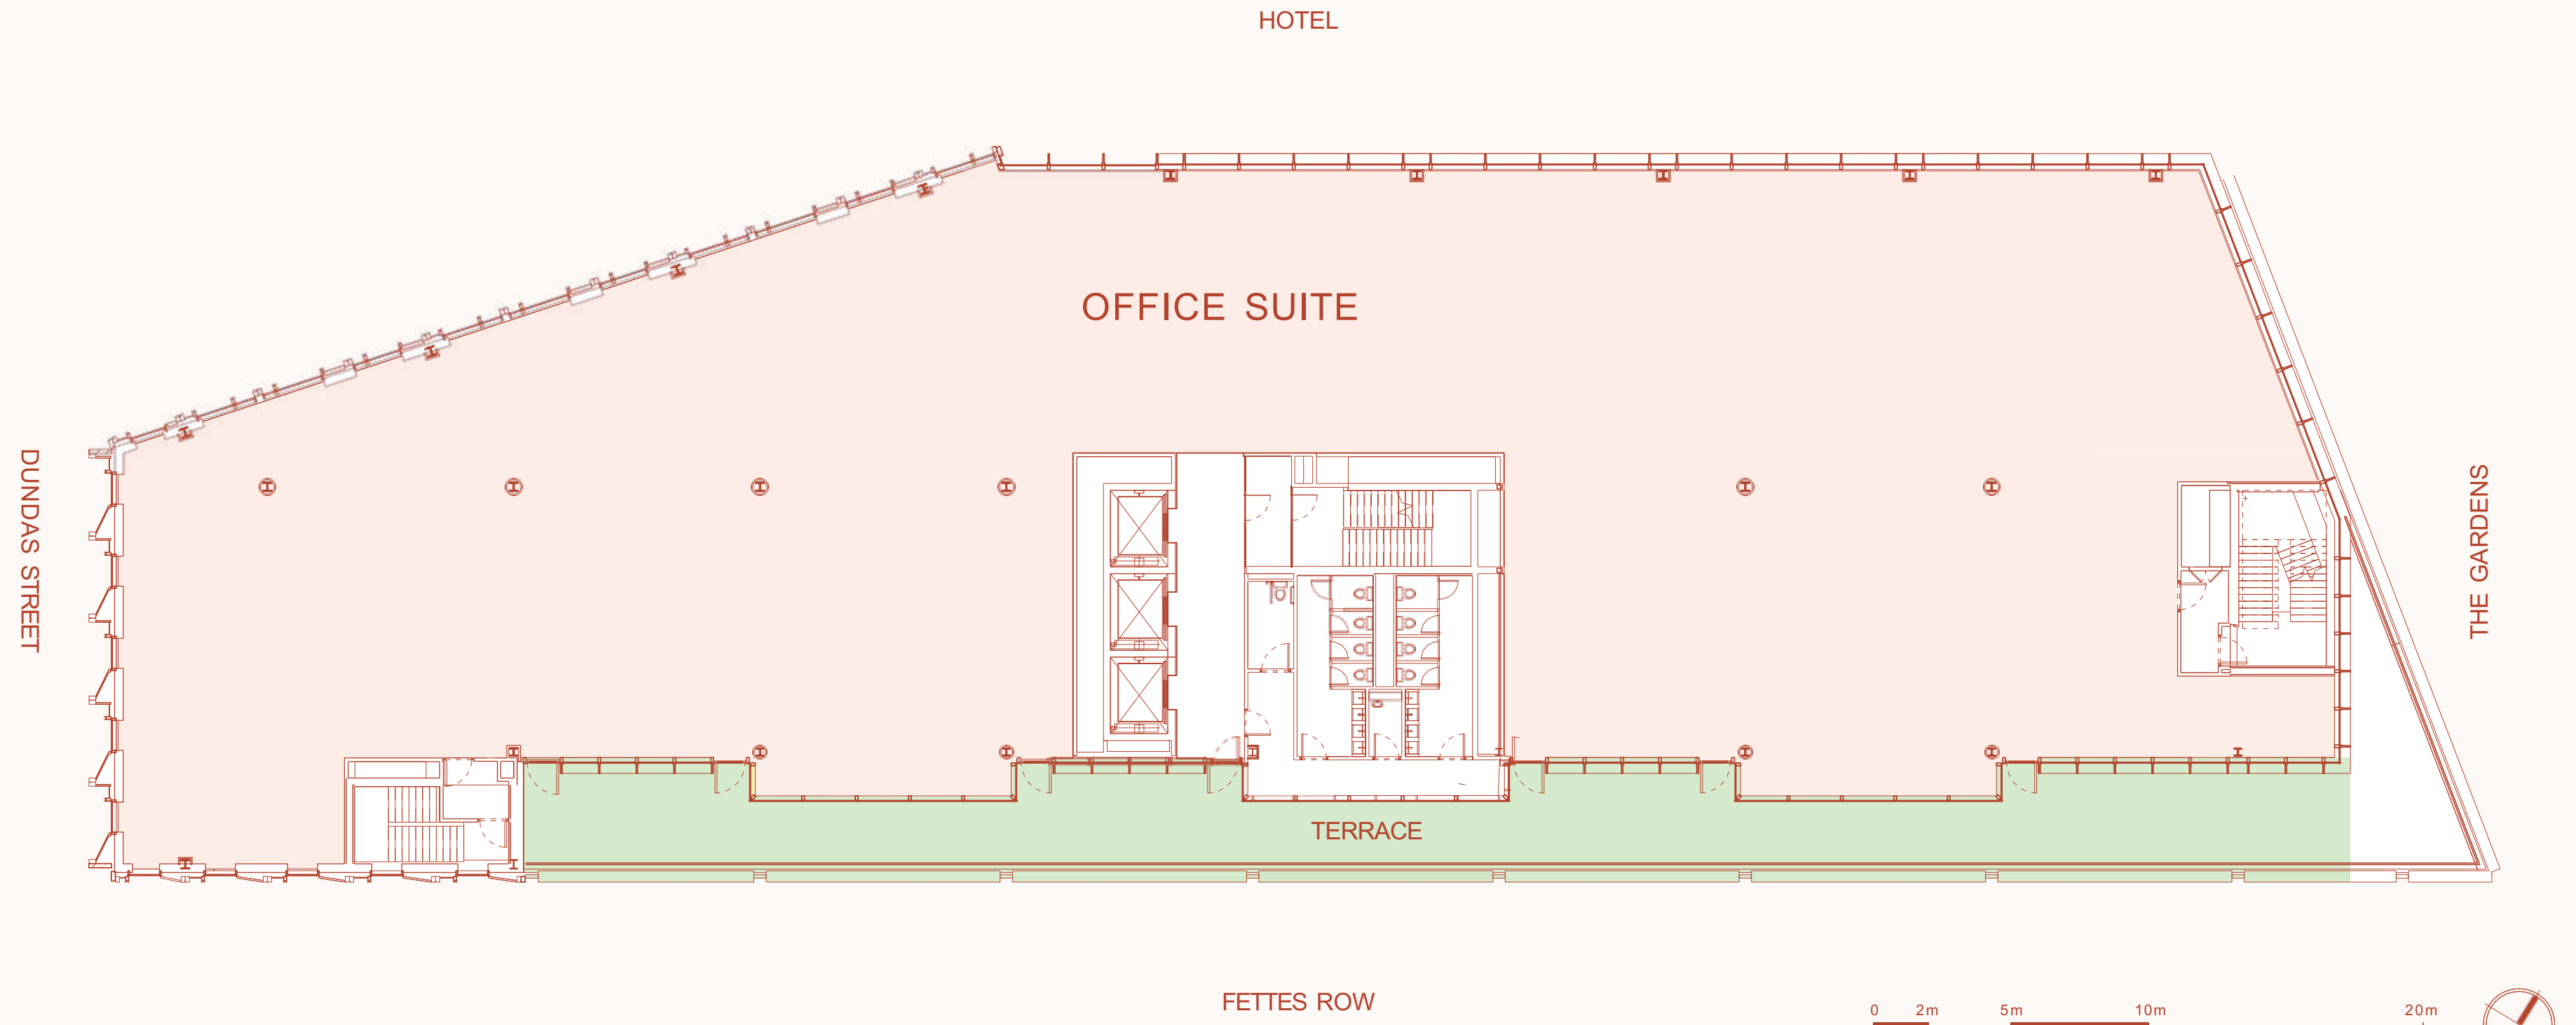 HOTEL
OFFICE SUITE
DUNDAS STREET
THE GARDENS
TERRACE
FETTES ROW
0 2m 5m 10m 20m